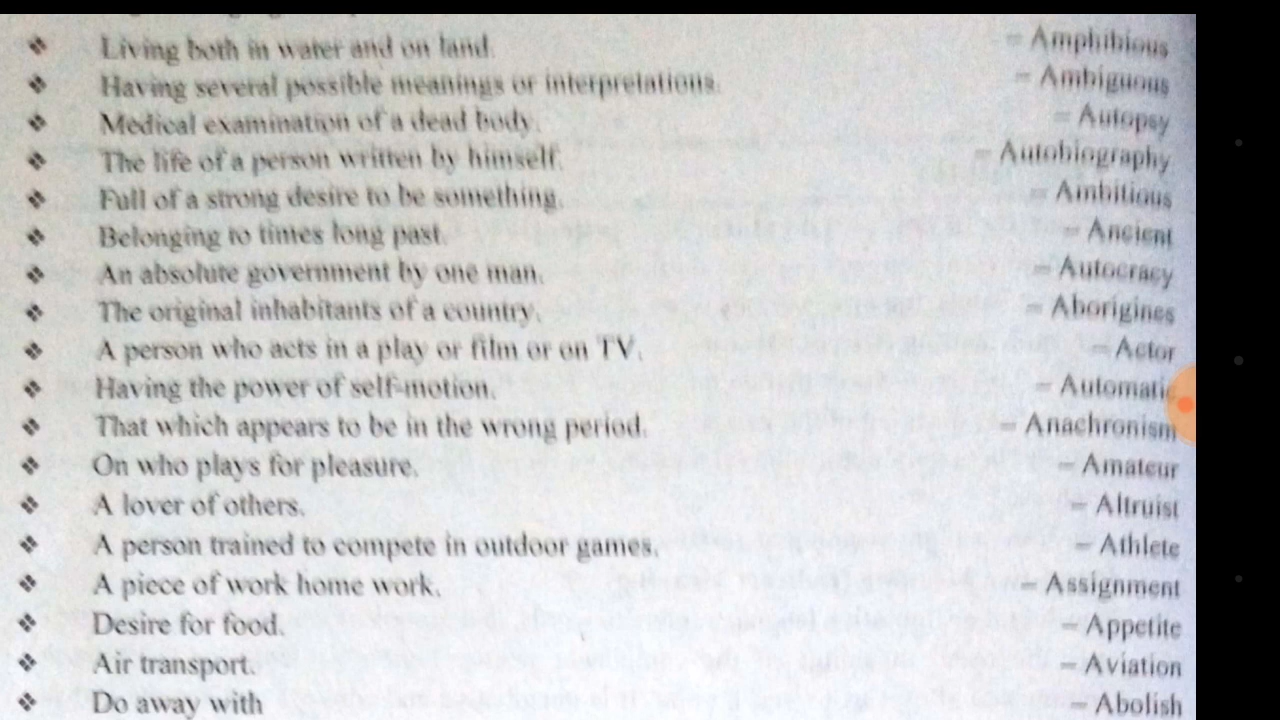 ❖ Living both in water and on land. = Amphibious
❖ Having several possible meanings or interpretations. = Ambiguous
❖ Medical examination of a dead body. = Autopsy
❖ The life of a person written by himself. = Autobiography
❖ Full of a strong desire to be something. = Ambitious
❖ Belonging to times long past. = Ancient
❖ An absolute government by one man. = Autocracy
❖ The original inhabitants of a country. = Aborigines
❖ A person who acts in a play or film or on TV. = Actor
❖ Having the power of self-motion. = Automatic
❖ That which appears to be in the wrong period. = Anachronism
❖ On who plays for pleasure. = Amateur
❖ A lover of others. = Altruist
❖ A person trained to compete in outdoor games. = Athlete
❖ A piece of work home work. = Assignment
❖ Desire for food. = Appetite
❖ Air transport. = Aviation
❖ Do away with = Abolish